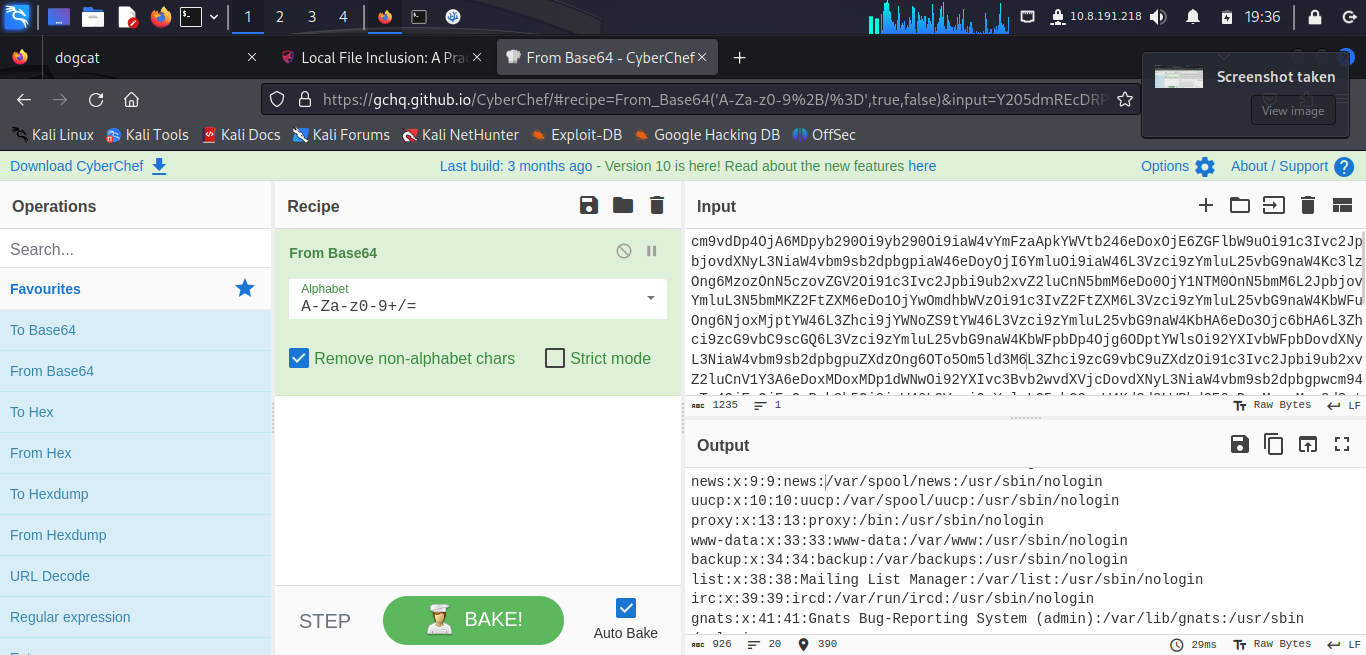 1 2 3 4 10.8.191.218 19:36
dogcat Local File Inclusion: A Pra From Base64 - CyberChef
Screenshot taken
View image
https://gchq.github.io/CyberChef/#recipe=From_Base64('A-Za-z0-9%2B/%3D',true,false)&input=Y205dmREcDRP
Kali Linux Kali Tools Kali Docs Kali Forums Kali NetHunter Exploit-DB Google Hacking DB OffSec
Download CyberChef Last build: 3 months ago - Version 10 is here! Read about the new features here Options About / Support
Operations
Search...
Favourites
To Base64
From Base64
To Hex
From Hex
To Hexdump
From Hexdump
URL Decode
Regular expression
Recipe
From Base64
Alphabet
A-Za-z0-9+/=
Remove non-alphabet chars Strict mode
STEP BAKE! Auto Bake
Input
cm9vdDp4OjA6MDpyb290Oi9yb290Oi9iaW4vYmFzaApkYWVtb246eDoxOjE6ZGFlbW9uOi91c3Ivc2Jp
bjovdXNyL3NiaW4vbm9sb2dpbgpiaW46eDoyOjI6YmluOi9iaW46L3Vzci9zYmluL25vbG9naW4Kc3lz
Ong6MzozOnN5czovZGV2Oi91c3Ivc2Jpbi9ub2xvZ2luCnN5bmM6eDo0OjY1NTM0OnN5bmM6L2Jpbjov
YmluL3N5bmMKZ2FtZXM6eDo1OjYwOmdhbWVzOi91c3IvZ2FtZXM6L3Vzci9zYmluL25vbG9naW4KbWFu
Ong6NjoxMjptYW46L3Zhci9jYWNoZS9tYW46L3Vzci9zYmluL25vbG9naW4KbHA6eDo3Ojc6bHA6L3Zh
ci9zcG9vbC9scGQ6L3Vzci9zYmluL25vbG9naW4KbWFpbDp4Ojg6ODptYWlsOi92YXIvbWFpbDovdXNy
L3NiaW4vbm9sb2dpbgpuZXdzOng6OTo5Om5ld3M6L3Zhci9zcG9vbC9uZXdzOi91c3Ivc2Jpbi9ub2xv
Z2luCnV1Y3A6eDoxMDoxMDp1dWNwOi92YXIvc3Bvb2wvdXVjcDovdXNyL3NiaW4vbm9sb2dpbgpwcm94
1235 1 Raw Bytes LF
Output
news:x:9:9:news:/var/spool/news:/usr/sbin/nologin
uucp:x:10:10:uucp:/var/spool/uucp:/usr/sbin/nologin
proxy:x:13:13:proxy:/bin:/usr/sbin/nologin
www-data:x:33:33:www-data:/var/www:/usr/sbin/nologin
backup:x:34:34:backup:/var/backups:/usr/sbin/nologin
list:x:38:38:Mailing List Manager:/var/list:/usr/sbin/nologin
irc:x:39:39:ircd:/var/run/ircd:/usr/sbin/nologin
gnats:x:41:41:Gnats Bug-Reporting System (admin):/var/lib/gnats:/usr/sbin
926 20 390 29ms Raw Bytes LF